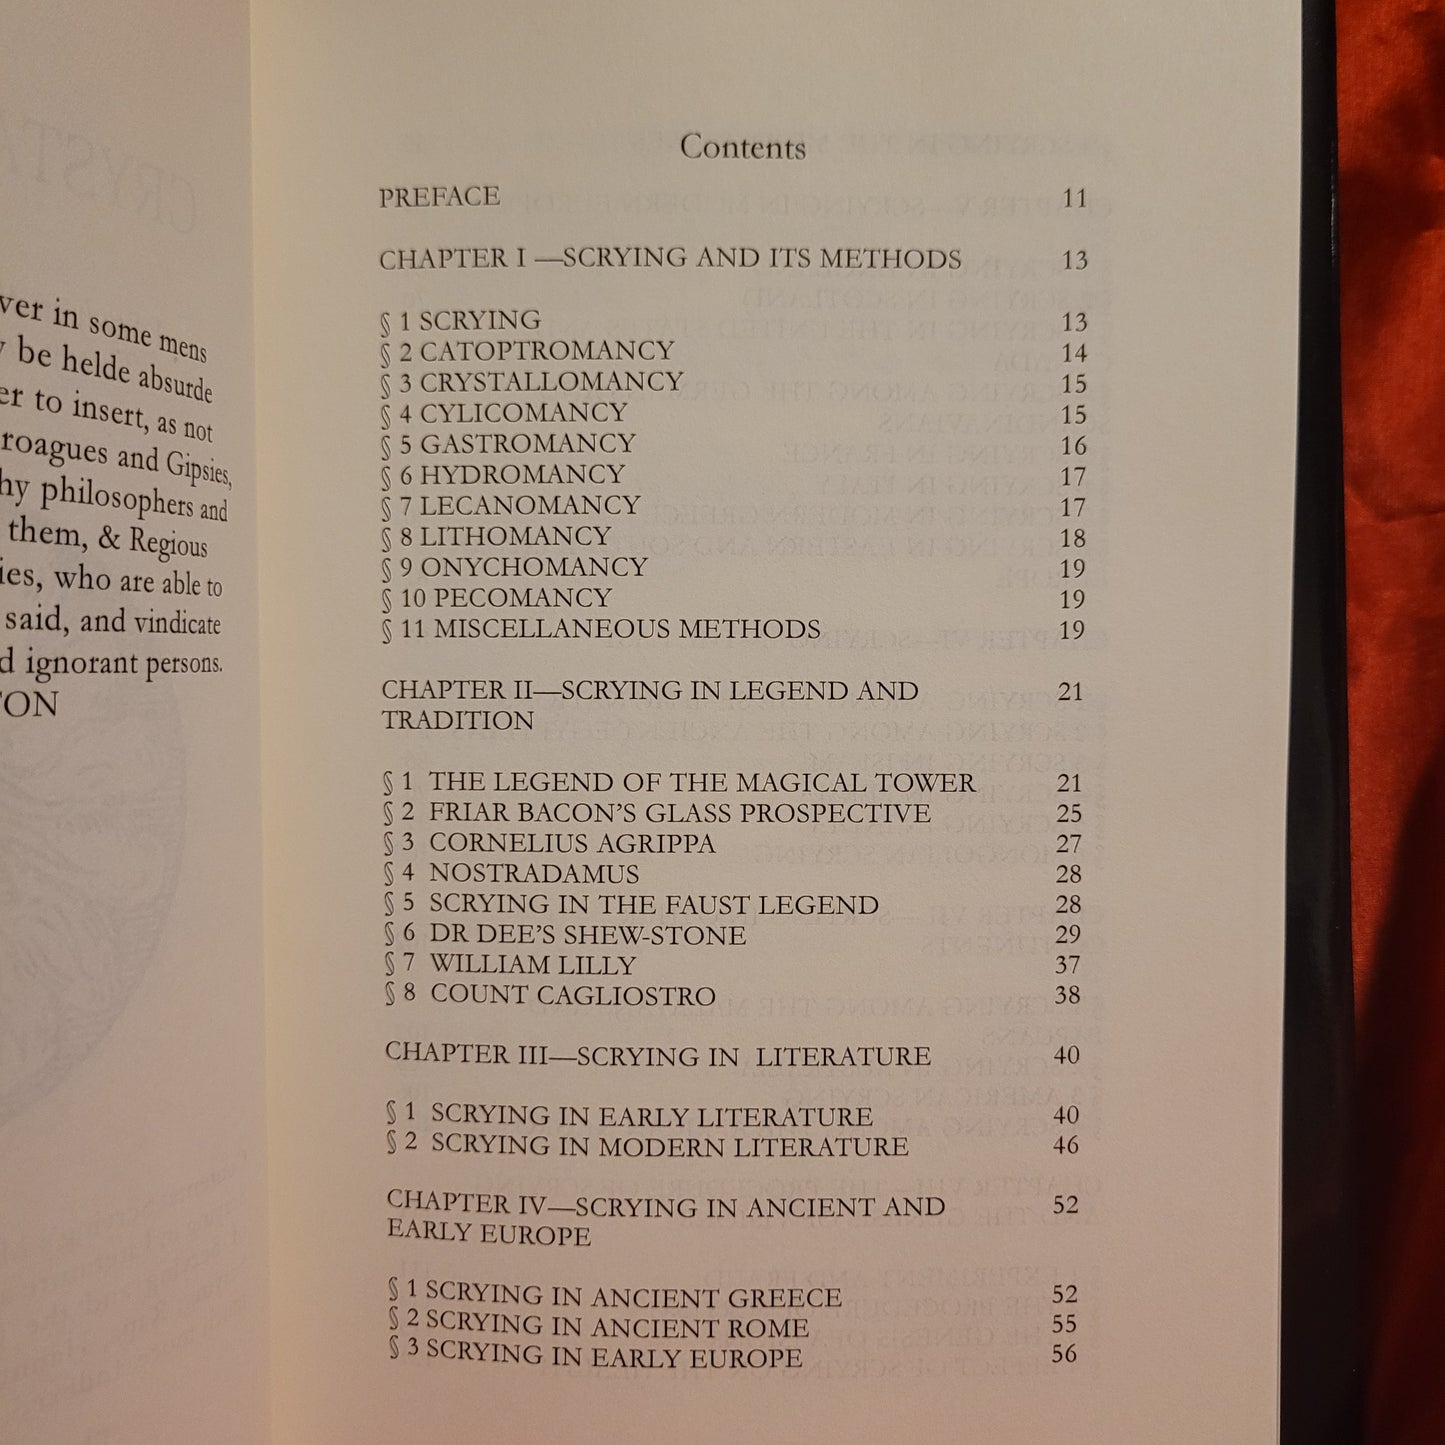 ver in some mens
be helde absurde
er to insert, as not
roagues and Gipsies,
hy philosophers and
them, & Regious
ies, who are able to
said, and vindicate
d ignorant persons.
TON
Contents
PREFACE 11
CHAPTER I —SCRYING AND ITS METHODS 13
§ 1 SCRYING 13
§ 2 CATOPTROMANCY 14
§ 3 CRYSTALLOMANCY 15
§ 4 CYLICOMANCY 15
§ 5 GASTROMANCY 16
§ 6 HYDROMANCY 17
§ 7 LECANOMANCY 17
§ 8 LITHOMANCY 18
§ 9 ONYCHOMANCY 19
§ 10 PECOMANCY 19
§ 11 MISCELLANEOUS METHODS 19
CHAPTER II—SCRYING IN LEGEND AND 21
TRADITION
§ 1 THE LEGEND OF THE MAGICAL TOWER 21
§ 2 FRIAR BACON'S GLASS PROSPECTIVE 25
§ 3 CORNELIUS AGRIPPA 27
§ 4 NOSTRADAMUS 28
§ 5 SCRYING IN THE FAUST LEGEND 28
§ 6 DR DEE'S SHEW-STONE 29
§ 7 WILLIAM LILLY 37
§ 8 COUNT CAGLIOSTRO 38
CHAPTER III—SCRYING IN LITERATURE 40
§ 1 SCRYING IN EARLY LITERATURE 40
§ 2 SCRYING IN MODERN LITERATURE 46
CHAPTER IV—SCRYING IN ANCIENT AND 52
EARLY EUROPE
§ 1 SCRYING IN ANCIENT GREECE 52
§ 2 SCRYING IN ANCIENT ROME 55
§ 3 SCRYING IN EARLY EUROPE 56